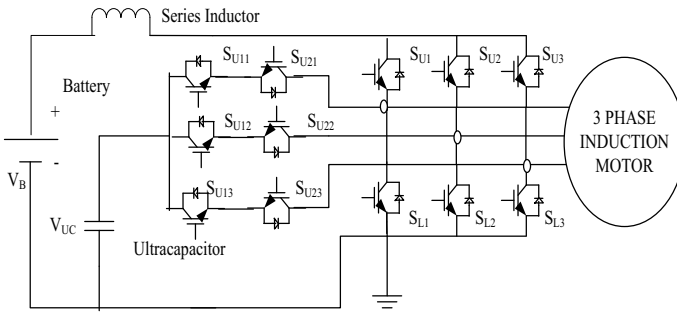 Series Inductor
S_U11
S_U21
S_U1
S_U2
S_U3
Battery
+
-
V_B
S_U12
S_U22
3 PHASE
INDUCTION
MOTOR
S_U13
S_U23
V_UC
S_L1
S_L2
S_L3
Ultracapacitor